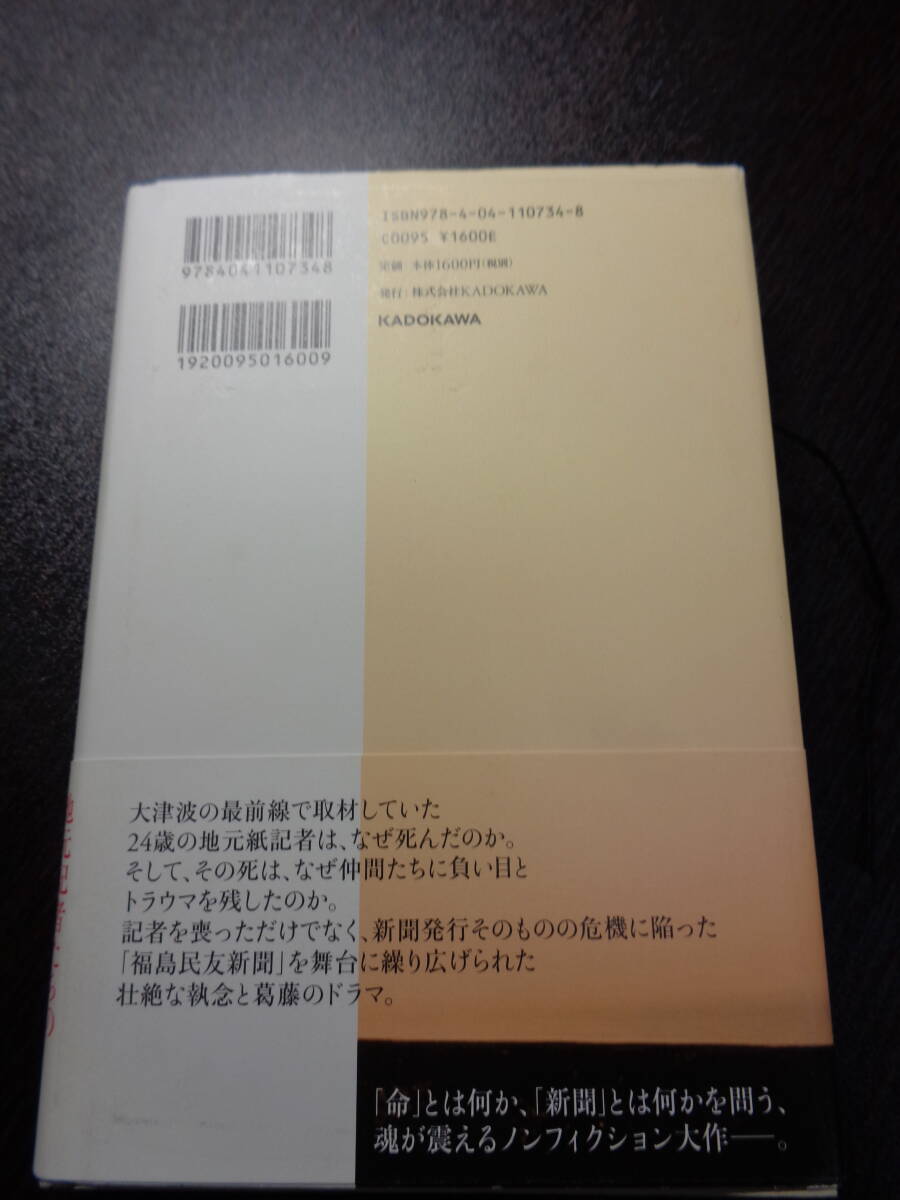 ISBN978-4-04-110734-8
C0095 ¥1600E
定価：本体1600円(税別)
発行：株式会社KADOKAWA
KADOKAWA
9784041107348
1920095016009
大津波の最前線で取材していた
24歳の地元紙記者は、なぜ死んだのか。
そして、その死は、なぜ仲間たちに負い目と
トラウマを残したのか。
記者を喪っただけでなく、新聞発行そのものの危機に陥った
「福島民友新聞」を舞台に繰り広げられた
壮絶な執念と葛藤のドラマ。
「命」とは何か、「新聞」とは何かを問う、
魂が震えるノンフィクション大作――。